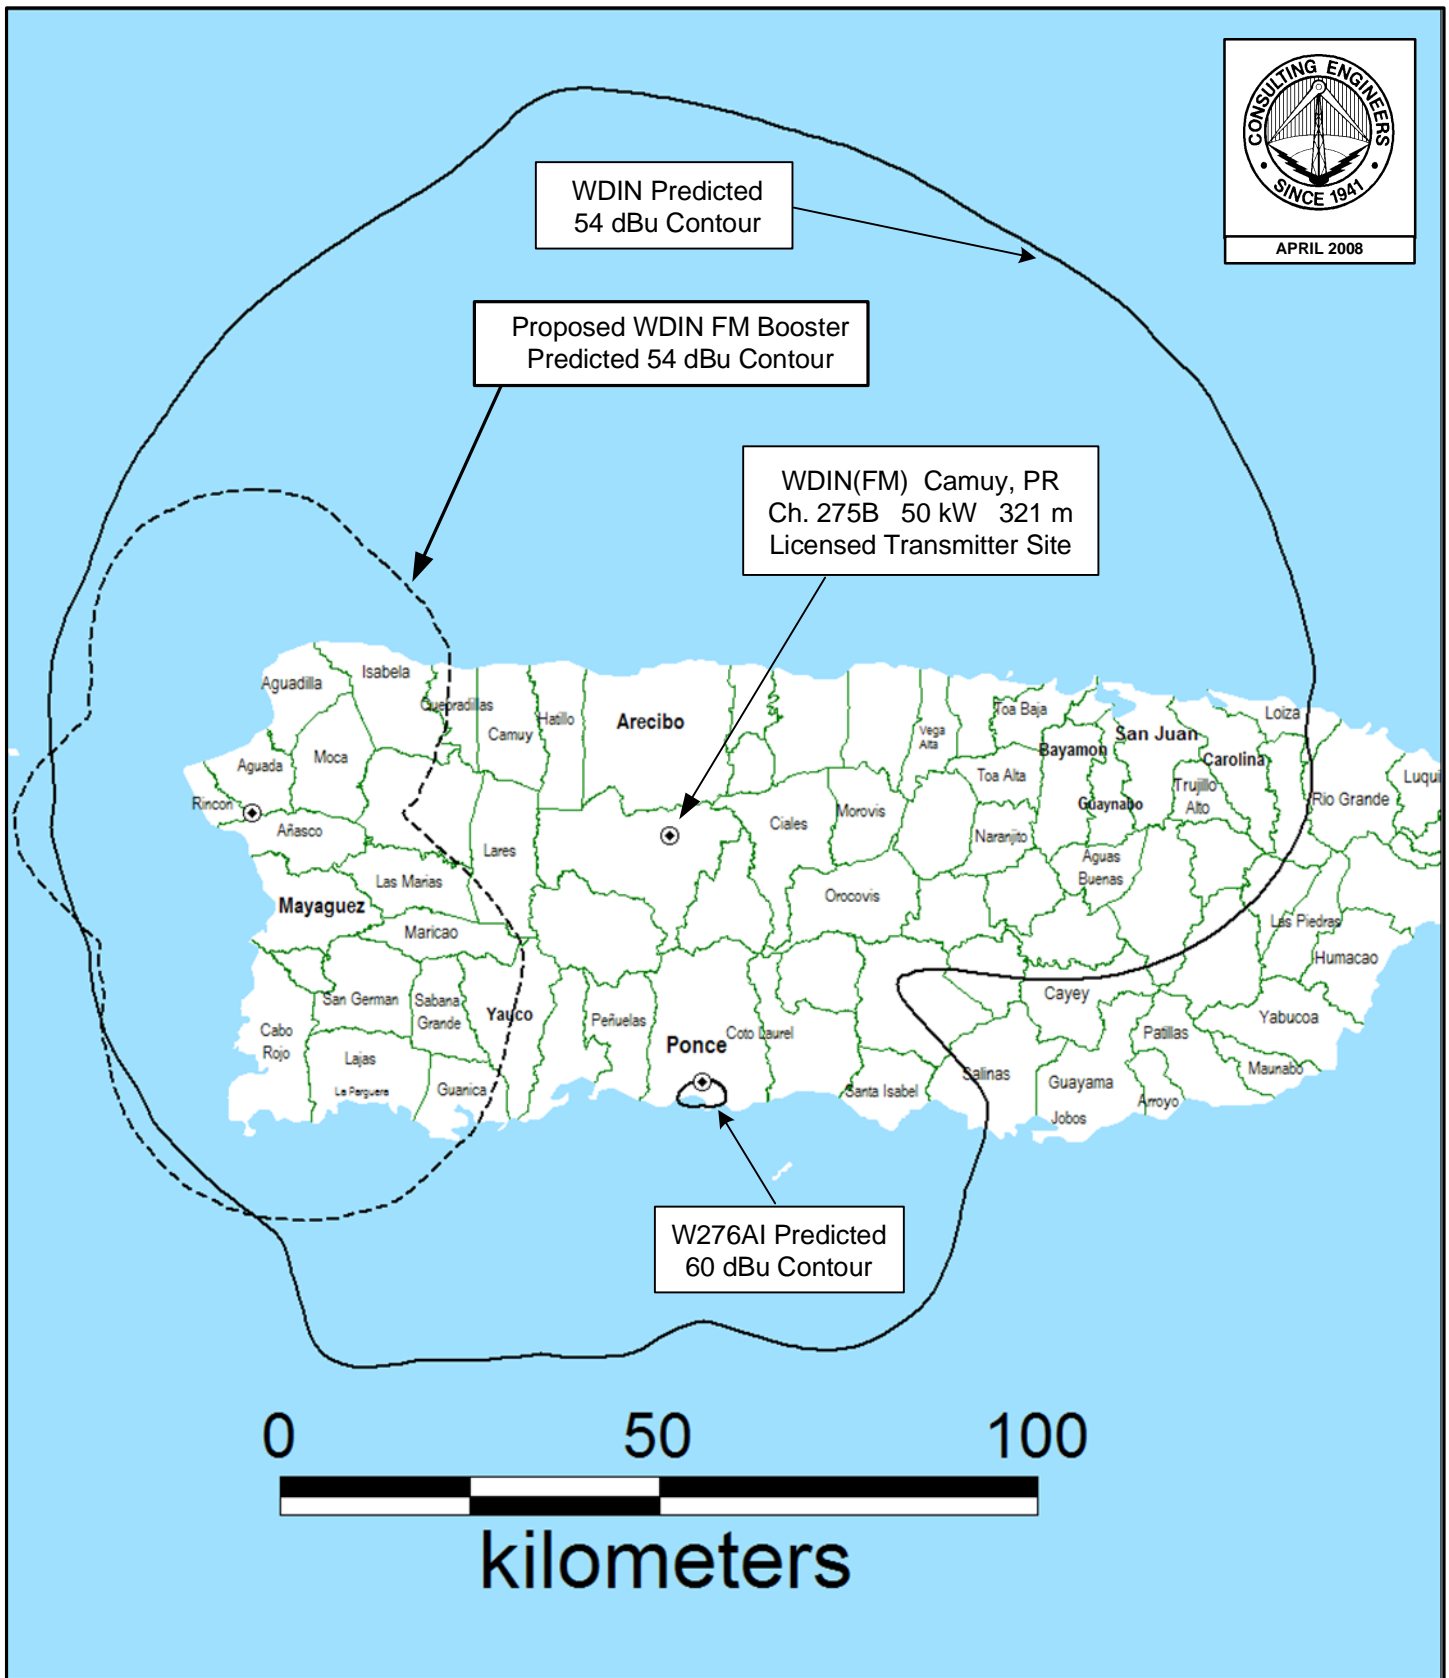 CONSULTING ENGINEERS
• SINCE 1941 •
APRIL 2008
WDIN Predicted
54 dBu Contour
Proposed WDIN FM Booster
Predicted 54 dBu Contour
WDIN(FM) Camuy, PR
Ch. 275B 50 kW 321 m
Licensed Transmitter Site
Isabela
Aguadilla
Quebradillas
Camuy
Hatillo
Arecibo
Vega
Alta
Toa Baja
Bayamon
San Juan
Loiza
Carolina
Moca
Aguada
Toa Alta
Trujillo
Alto
Luqui
Rincon
Guaynabo
Rio Grande
Añasco
Lares
Ciales
Morovis
Naranjito
Las Marias
Aguas
Buenas
Orocovis
Mayaguez
Maricao
Las Piedras
Humacao
San German
Sabana
Grande
Yauco
Peñuelas
Cayey
Yabucoa
Cabo
Rojo
Ponce
Coto Laurel
Patillas
Lajas
Maunabo
La Parguera
Guanica
Santa Isabel
Salinas
Guayama
Arroyo
Jobos
W276AI Predicted
60 dBu Contour
0 50 100
kilometers